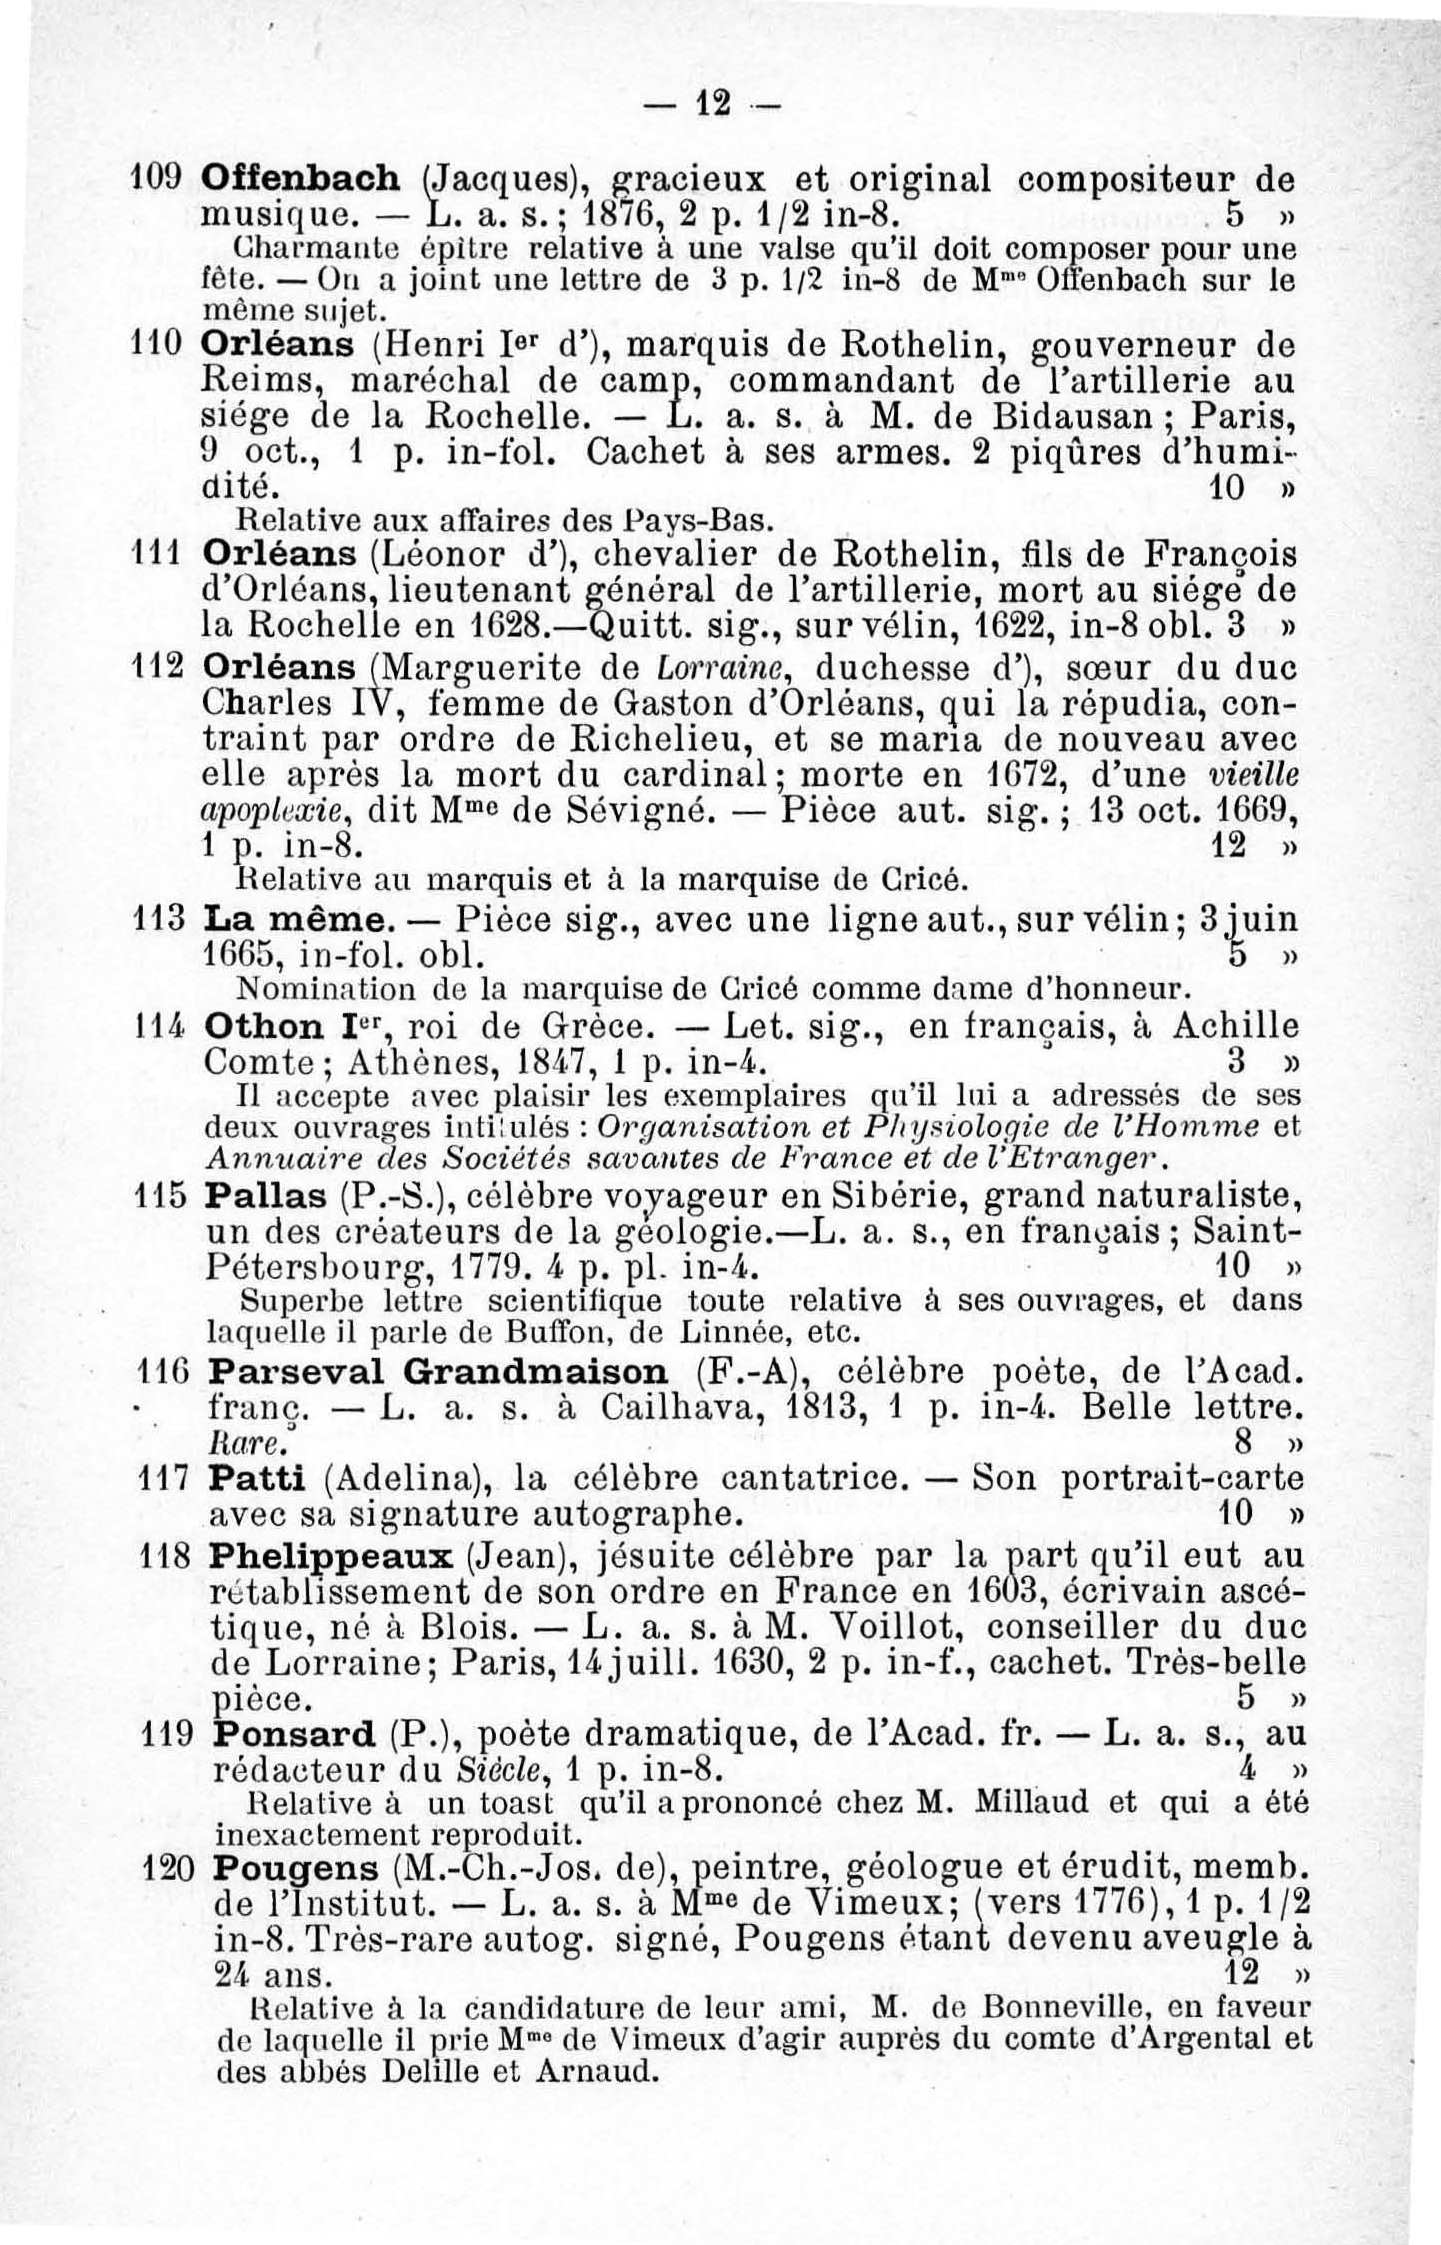 — 12 —
109 Offenbach (Jacques), gracieux et original compositeur de
musique. — L. a. s. ; 1876, 2 p. 1/2 in-8. 5 »
Charmante épître relative à une valse qu'il doit composer pour une
fête. — On a joint une lettre de 3 p. 1/2 in-8 de Mme Offenbach sur le
même sujet.
110 Orléans (Henri Ier d'), marquis de Rothelin, gouverneur de
Reims, maréchal de camp, commandant de l'artillerie au
siége de la Rochelle. — L. a. s. à M. de Bidausan ; Paris,
9 oct., 1 p. in-fol. Cachet à ses armes. 2 piqûres d'humi-
dité. 10 »
Relative aux affaires des Pays-Bas.
111 Orléans (Léonor d'), chevalier de Rothelin, fils de François
d'Orléans, lieutenant général de l'artillerie, mort au siége de
la Rochelle en 1628.—Quitt. sig., sur vélin, 1622, in-8 obl. 3 »
112 Orléans (Marguerite de Lorraine, duchesse d'), sœur du duc
Charles IV, femme de Gaston d'Orléans, qui la répudia, con-
traint par ordre de Richelieu, et se maria de nouveau avec
elle après la mort du cardinal ; morte en 1672, d'une vieille
apoplexie, dit Mme de Sévigné. — Pièce aut. sig. ; 13 oct. 1669,
1 p. in-8. 12 »
Relative au marquis et à la marquise de Cricé.
113 La même. — Pièce sig., avec une ligne aut., sur vélin ; 3 juin
1665, in-fol. obl. 5 »
Nomination de la marquise de Cricé comme dame d'honneur.
114 Othon Ier, roi de Grèce. — Let. sig., en français, à Achille
Comte ; Athènes, 1847, 1 p. in-4. 3 »
Il accepte avec plaisir les exemplaires qu'il lui a adressés de ses
deux ouvrages intitulés : Organisation et Physiologie de l'Homme et
Annuaire des Sociétés savantes de France et de l'Etranger.
115 Pallas (P.-S.), célèbre voyageur en Sibérie, grand naturaliste,
un des créateurs de la géologie.—L. a. s., en français ; Saint-
Pétersbourg, 1779. 4 p. pl. in-4. 10 »
Superbe lettre scientifique toute relative à ses ouvrages, et dans
laquelle il parle de Buffon, de Linnée, etc.
116 Parseval Grandmaison (F.-A), célèbre poète, de l'Acad.
franç. — L. a. s. à Cailhava, 1813, 1 p. in-4. Belle lettre.
Rare. 8 »
117 Patti (Adelina), la célèbre cantatrice. — Son portrait-carte
avec sa signature autographe. 10 »
118 Phelippeaux (Jean), jésuite célèbre par la part qu'il eut au
rétablissement de son ordre en France en 1603, écrivain ascé-
tique, né à Blois. — L. a. s. à M. Voillot, conseiller du duc
de Lorraine ; Paris, 14 juill. 1630, 2 p. in-f., cachet. Très-belle
pièce. 5 »
119 Ponsard (P.), poète dramatique, de l'Acad. fr. — L. a. s., au
rédacteur du Siècle, 1 p. in-8. 4 »
Relative à un toast qu'il a prononcé chez M. Millaud et qui a été
inexactement reproduit.
120 Pougens (M.-Ch.-Jos. de), peintre, géologue et érudit, memb.
de l'Institut. — L. a. s. à Mme de Vimeux ; (vers 1776), 1 p. 1/2
in-8. Très-rare autog. signé, Pougens étant devenu aveugle à
24 ans. 12 »
Relative à la candidature de leur ami, M. de Bonneville, en faveur
de laquelle il prie Mme de Vimeux d'agir auprès du comte d'Argental et
des abbés Delille et Arnaud.